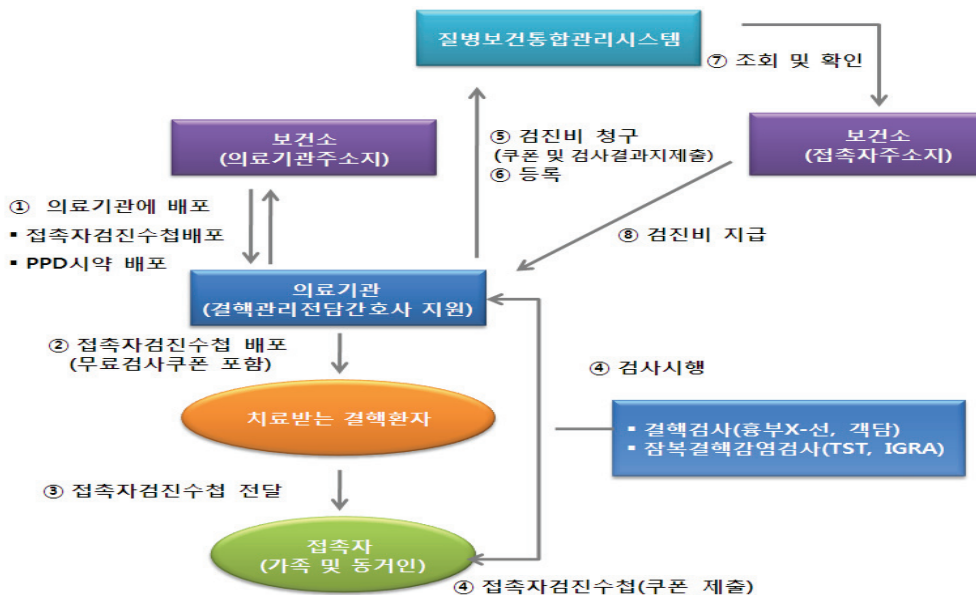 질병보건통합관리시스템
⑦ 조회 및 확인
보건소
(의료기관주소지)
⑤ 검진비 청구
(쿠폰 및 검사결과지제출)
⑥ 등록
보건소
(접촉자주소지)
① 의료기관에 배포
▪ 접촉자검진수첩배포
▪ PPD시약 배포
⑧ 검진비 지급
의료기관
(결핵관리전담간호사 지원)
② 접촉자검진수첩 배포
(무료검사쿠폰 포함)
④ 검사시행
치료받는 결핵환자
▪ 결핵검사(흉부X-선, 객담)
▪ 잠복결핵감염검사(TST, IGRA)
③ 접촉자검진수첩 전달
접촉자
(가족 및 동거인)
④ 접촉자검진수첩(쿠폰 제출)